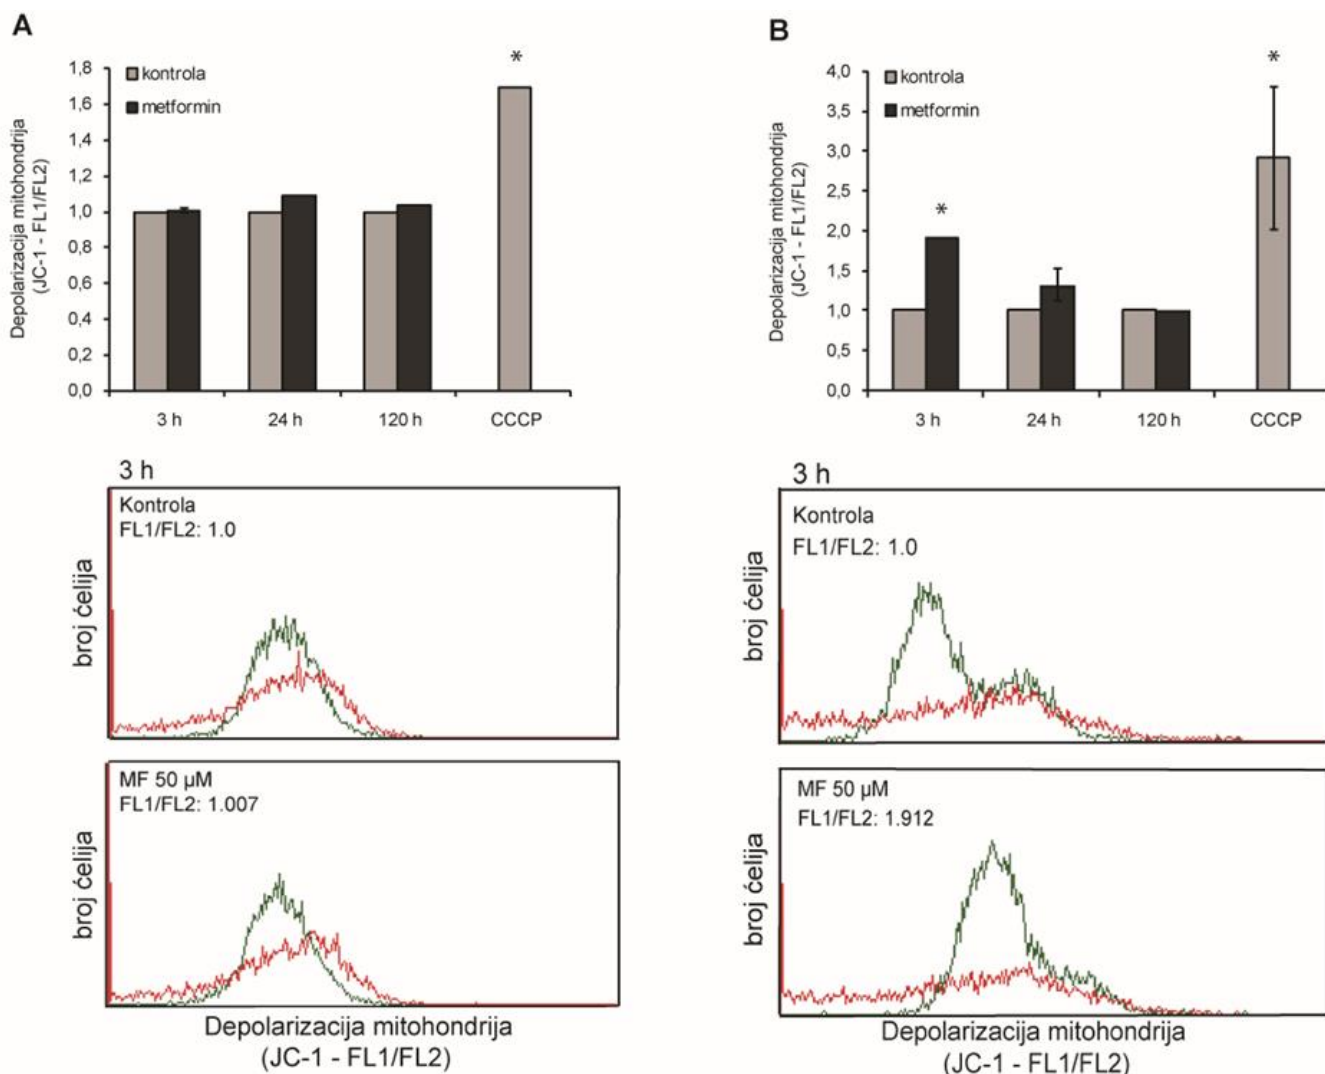 A
*
1,8
1,6
1,4
1,2
1,0
0,8
0,6
0,4
0,2
0,0
kontrola
metformin
Depolarizacija mitohondrija
(JC-1 - FL1/FL2)
3 h
24 h
120 h
CCCP
3 h
Kontrola
FL1/FL2: 1.0
broj ćelija
MF 50 µM
FL1/FL2: 1.007
broj ćelija
Depolarizacija mitohondrija
(JC-1 - FL1/FL2)
B
*
*
4,0
3,5
3,0
2,5
2,0
1,5
1,0
0,5
0,0
kontrola
metformin
Depolarizacija mitohondrija
(JC-1 - FL1/FL2)
3 h
24 h
120 h
CCCP
3 h
Kontrola
FL1/FL2: 1.0
broj ćelija
MF 50 µM
FL1/FL2: 1.912
broj ćelija
Depolarizacija mitohondrija
(JC-1 - FL1/FL2)